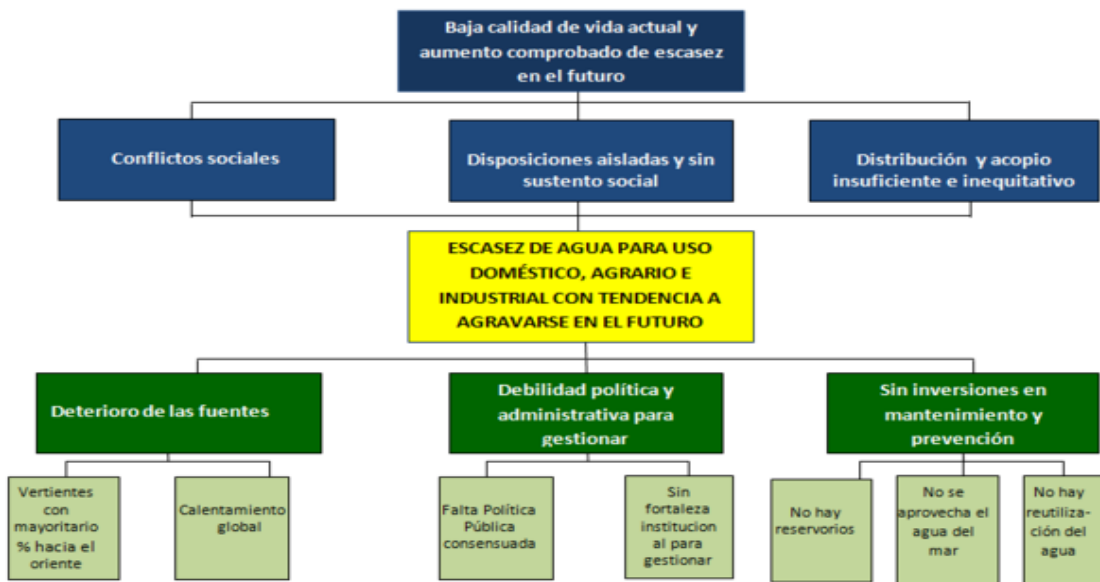 Baja calidad de vida actual y
aumento comprobado de escasez
en el futuro
Conflictos sociales
Disposiciones aisladas y sin
sustento social
Distribución y acopio
insuficiente e inequitativo
ESCASEZ DE AGUA PARA USO
DOMÉSTICO, AGRARIO E
INDUSTRIAL CON TENDENCIA A
AGRAVARSE EN EL FUTURO
Deterioro de las fuentes
Debilidad política y
administrativa para
gestionar
Sin inversiones en
mantenimiento y
prevención
Vertientes
con
mayoritario
% hacia el
oriente
Calentamiento
global
Falta Política
Pública
consensuada
Sin
fortaleza
institucion
al para
gestionar
No hay
reservorios
No se
aprovecha el
agua del
mar
No hay
reutiliza-
ción del
agua